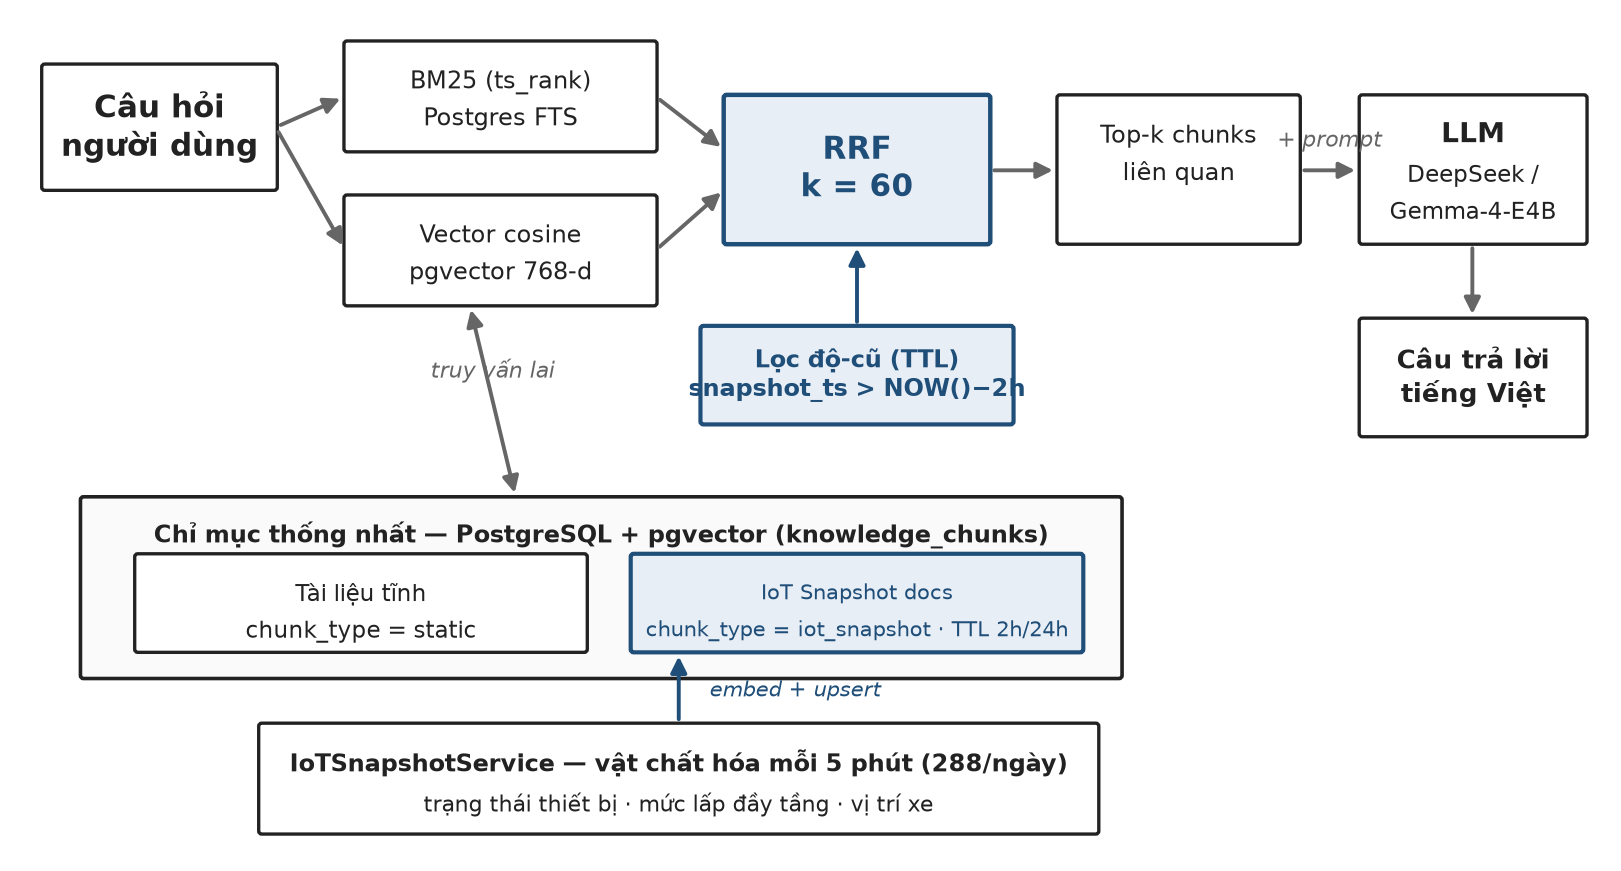 Câu hỏi
người dùng
BM25 (ts_rank)
Postgres FTS
Vector cosine
pgvector 768-d
RRF
k = 60
Top-k chunks
liên quan
+ prompt
LLM
DeepSeek /
Gemma-4-E4B
truy vấn lai
Lọc độ-cũ (TTL)
snapshot_ts > NOW()−2h
Câu trả lời
tiếng Việt
Chỉ mục thống nhất — PostgreSQL + pgvector (knowledge_chunks)
Tài liệu tĩnh
chunk_type = static
IoT Snapshot docs
chunk_type = iot_snapshot · TTL 2h/24h
embed + upsert
IoTSnapshotService — vật chất hóa mỗi 5 phút (288/ngày)
trạng thái thiết bị · mức lấp đầy tầng · vị trí xe